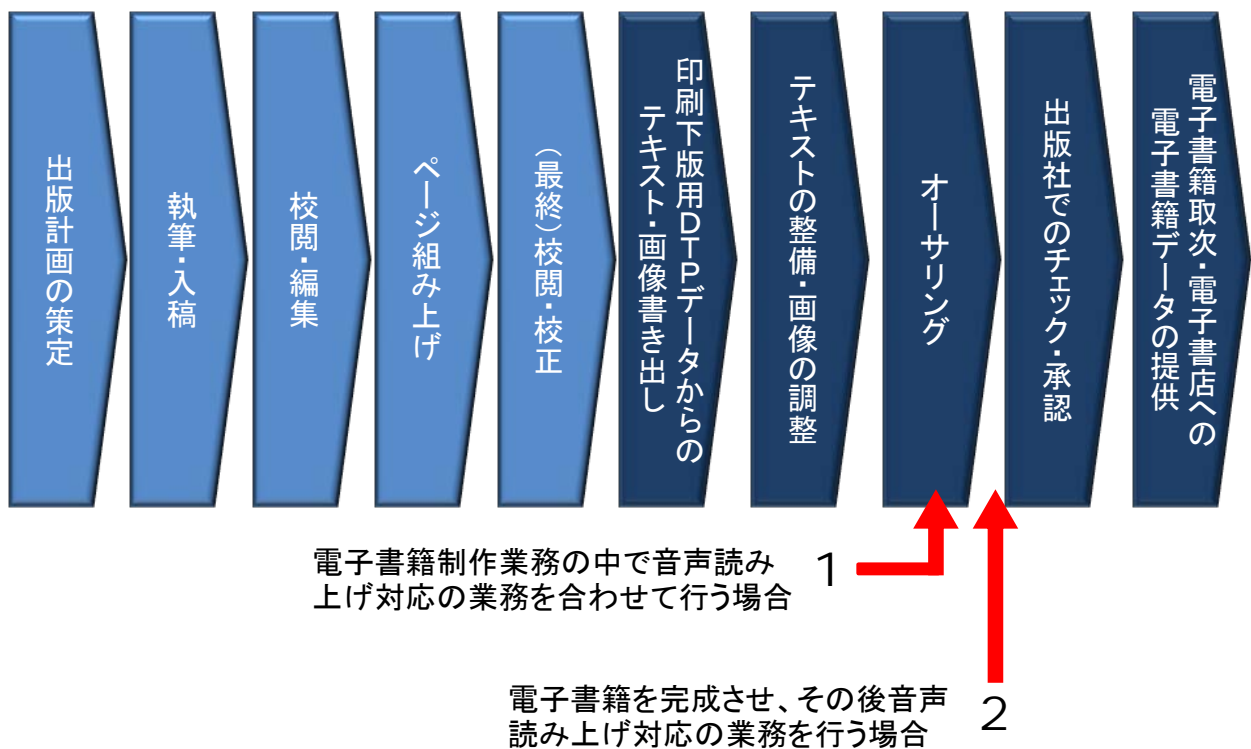 出版計画の策定
執筆・入稿
校閲・編集
ページ組み上げ
（最終）校閲・校正
印刷下版用DTPデータからの
テキスト・画像書き出し
テキストの整備・画像の調整
オーサリング
出版社でのチェック・承認
電子書籍取次・電子書店への
電子書籍データの提供
電子書籍制作業務の中で音声読み
上げ対応の業務を合わせて行う場合
1
電子書籍を完成させ、その後音声
読み上げ対応の業務を行う場合
2